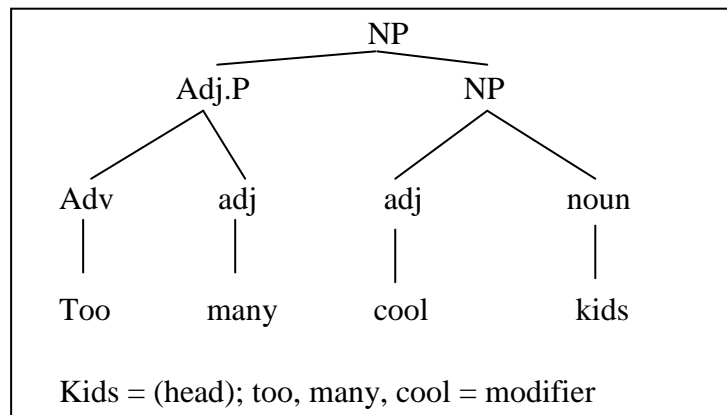 NP
Adj.P NP
Adv adj adj noun
Too many cool kids
Kids = (head); too, many, cool = modifier